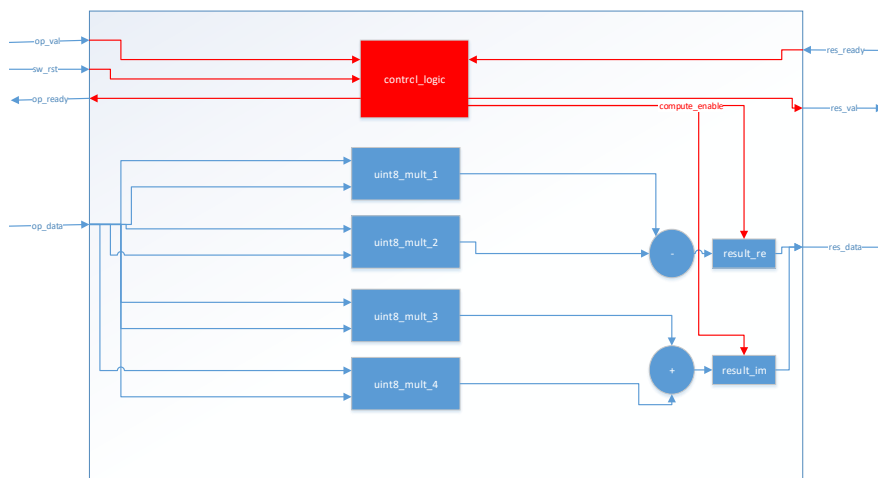 op_val
res_ready
sw_rst
control_logic
op_ready
compute_enable
res_val
uint8_mult_1
op_data
uint8_mult_2
-
result_re
res_data
uint8_mult_3
uint8_mult_4
+
result_im